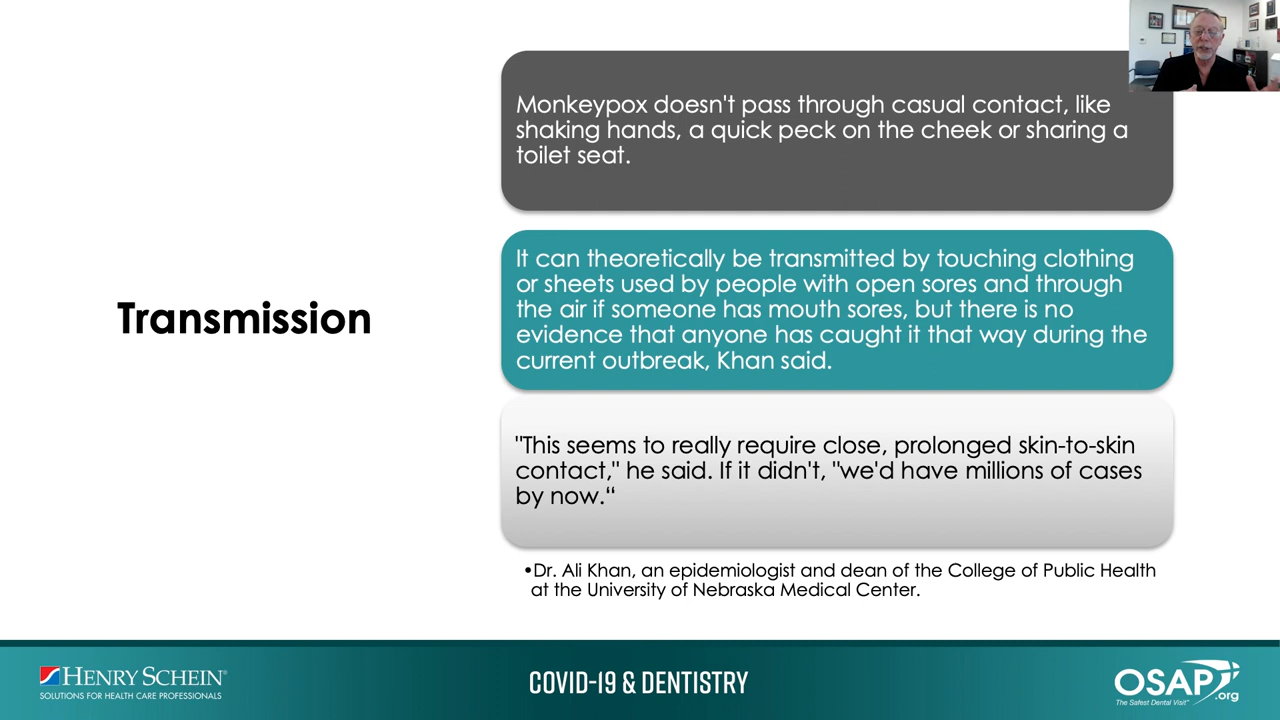 Transmission
Monkeypox doesn't pass through casual contact, like
shaking hands, a quick peck on the cheek or sharing a
toilet seat.
It can theoretically be transmitted by touching clothing
or sheets used by people with open sores and through
the air if someone has mouth sores, but there is no
evidence that anyone has caught it that way during the
current outbreak, Khan said.
"This seems to really require close, prolonged skin-to-skin
contact," he said. If it didn't, "we'd have millions of cases
by now.“
•Dr. Ali Khan, an epidemiologist and dean of the College of Public Health
at the University of Nebraska Medical Center.
HENRY SCHEIN®
SOLUTIONS FOR HEALTH CARE PROFESSIONALS
COVID-19 & DENTISTRY
OSAP.org
The Safest Dental Visit™